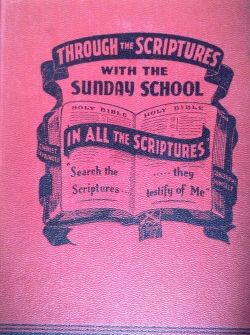 THROUGH THE SCRIPTURES
WITH THE
SUNDAY SCHOOL
HOLY BIBLE HOLY BIBLE
IN ALL THE SCRIPTURES
"Search the ..... they
Scriptures... testify of Me"